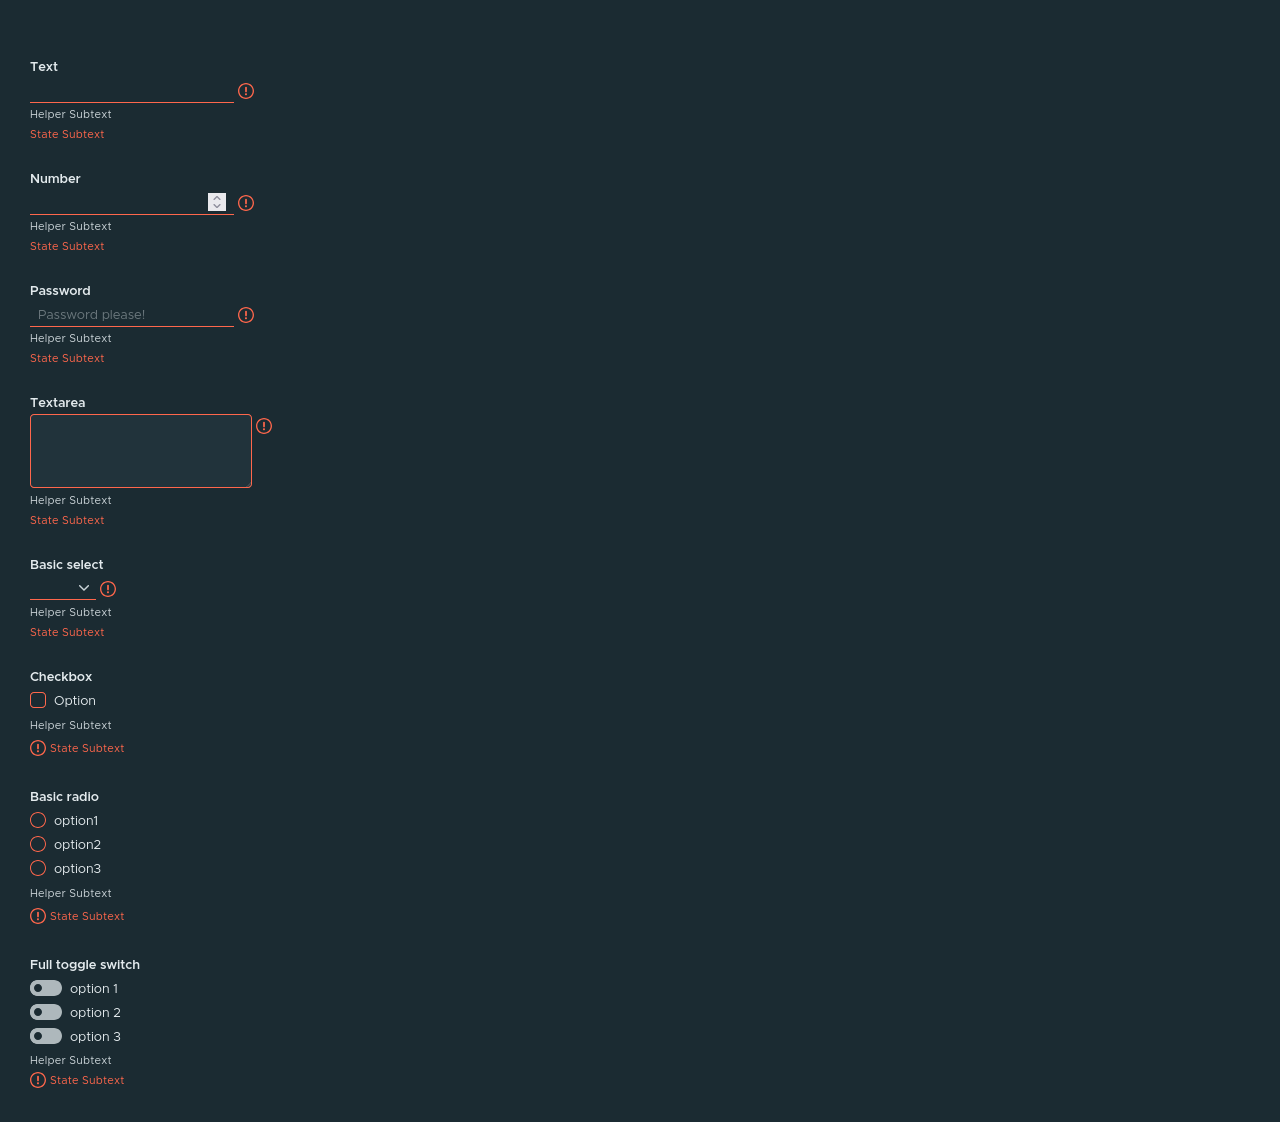 Text
Helper Subtext
State Subtext
Number
Helper Subtext
State Subtext
Password
Password please!
Helper Subtext
State Subtext
Textarea
Helper Subtext
State Subtext
Basic select
Helper Subtext
State Subtext
Checkbox
Option
Helper Subtext
State Subtext
Basic radio
option1
option2
option3
Helper Subtext
State Subtext
Full toggle switch
option 1
option 2
option 3
Helper Subtext
State Subtext